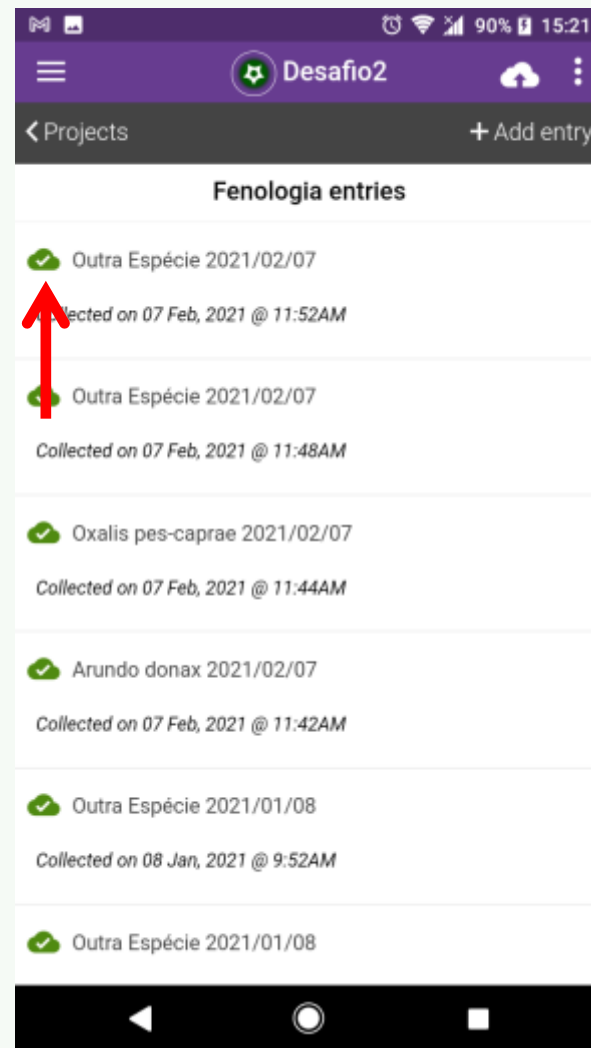 90% 15:21
Desafio2
Projects + Add entry
Fenologia entries
Outra Espécie 2021/02/07
Collected on 07 Feb, 2021 @ 11:52AM
Outra Espécie 2021/02/07
Collected on 07 Feb, 2021 @ 11:48AM
Oxalis pes-caprae 2021/02/07
Collected on 07 Feb, 2021 @ 11:44AM
Arundo donax 2021/02/07
Collected on 07 Feb, 2021 @ 11:42AM
Outra Espécie 2021/01/08
Collected on 08 Jan, 2021 @ 9:52AM
Outra Espécie 2021/01/08